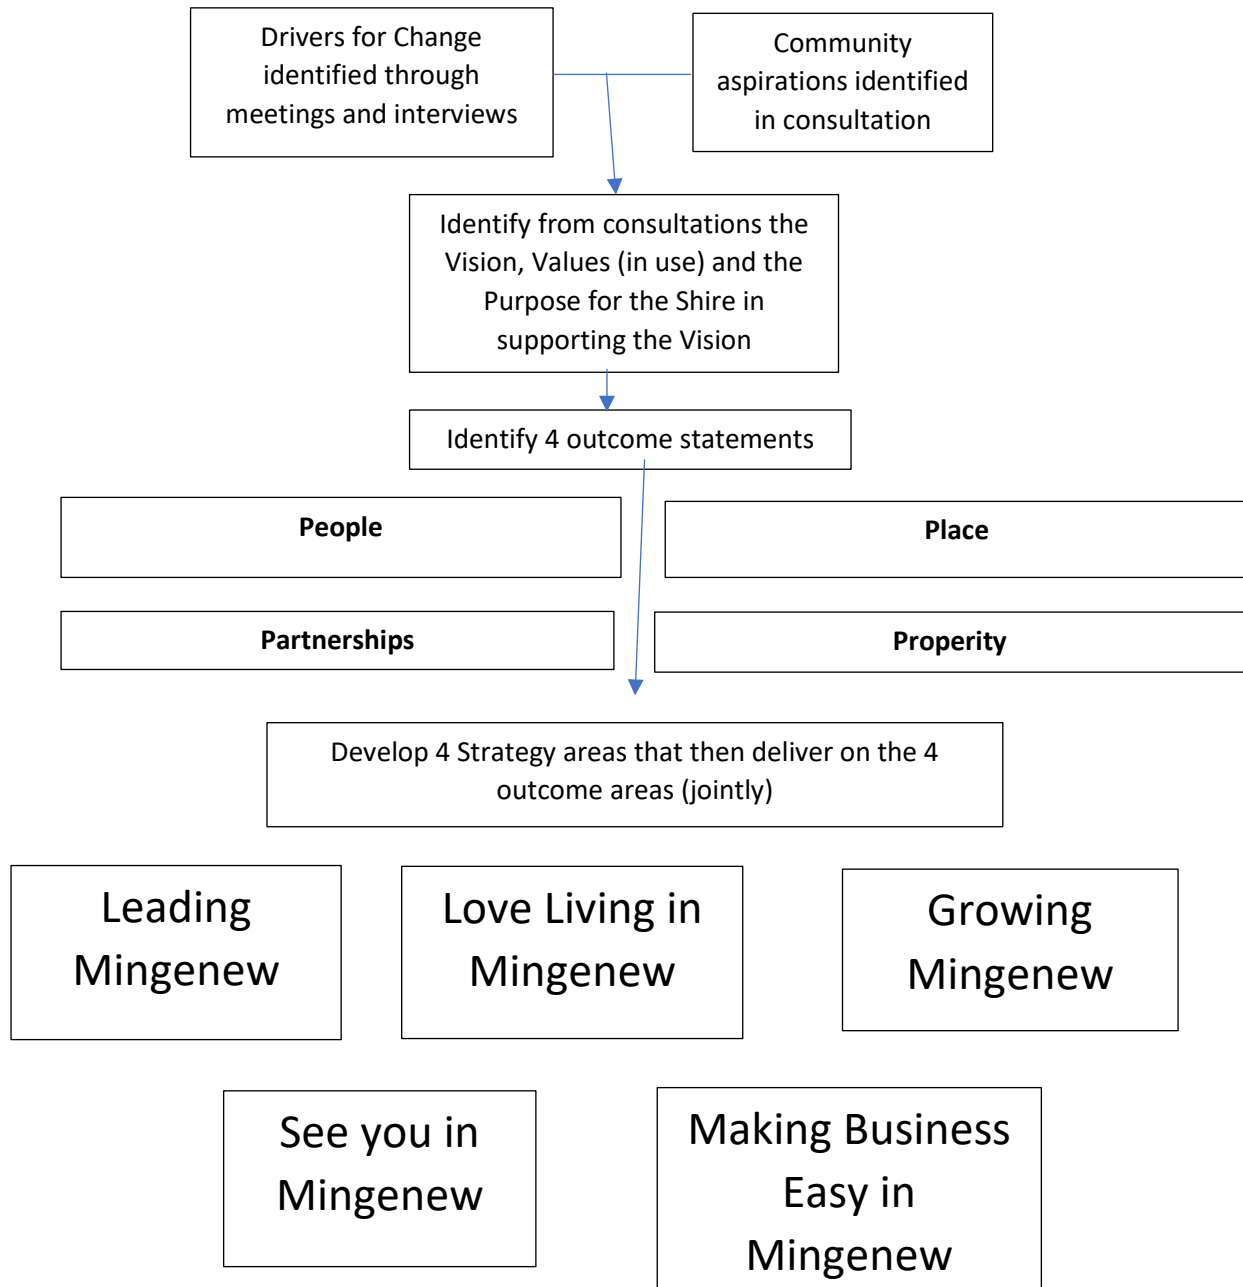 Drivers for Change
identified through
meetings and interviews
Community
aspirations identified
in consultation
Identify from consultations the
Vision, Values (in use) and the
Purpose for the Shire in
supporting the Vision
Identify 4 outcome statements
People
Place
Partnerships
Properity
Develop 4 Strategy areas that then deliver on the 4
outcome areas (jointly)
Leading
Mingenew
Love Living in
Mingenew
Growing
Mingenew
See you in
Mingenew
Making Business
Easy in
Mingenew